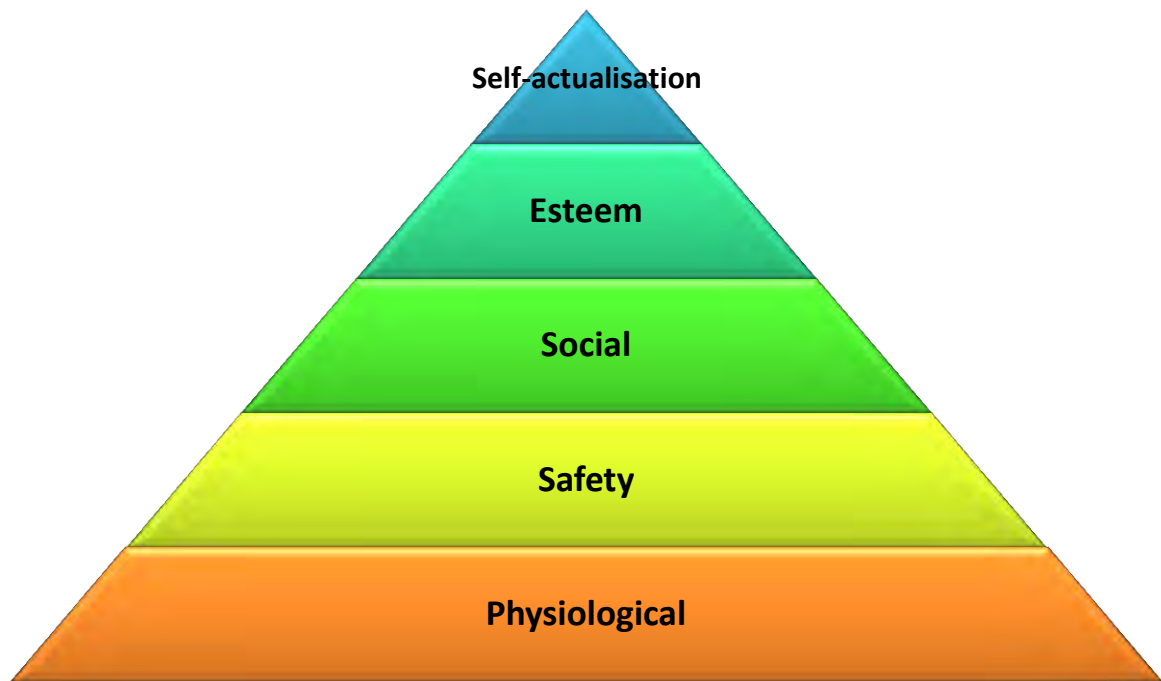 Self-actualisation
Esteem
Social
Safety
Physiological